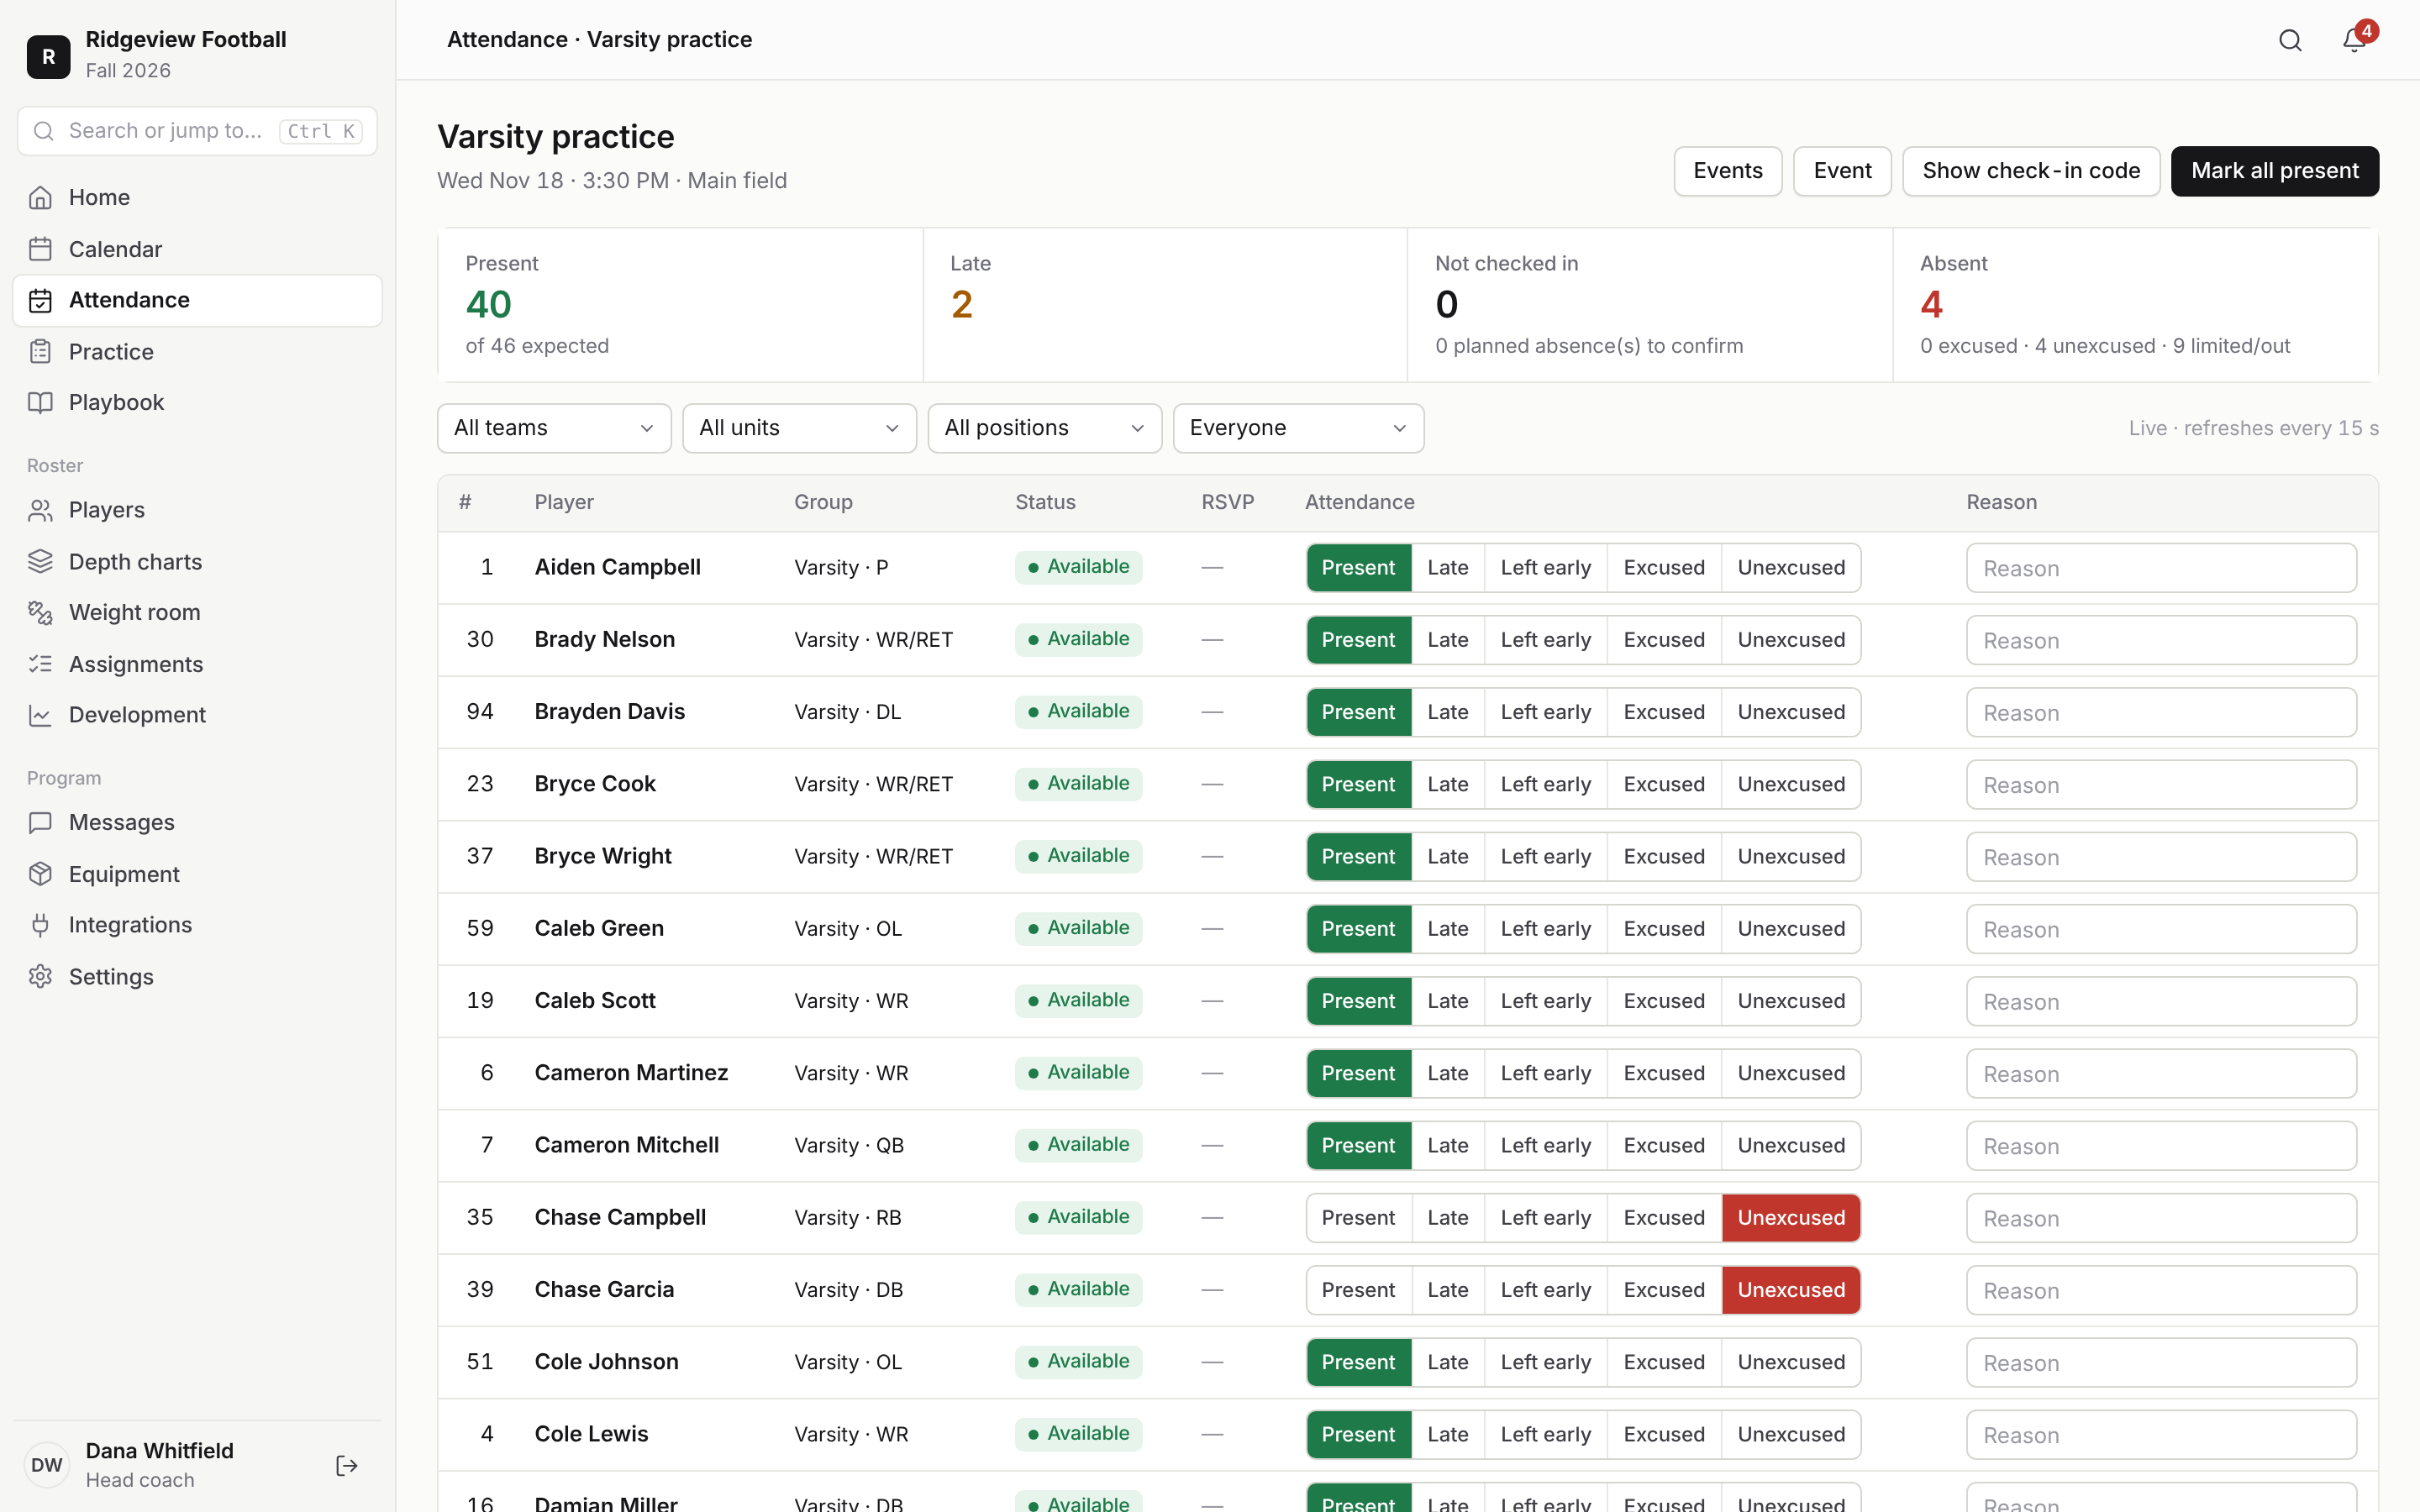 R
Ridgeview Football
Fall 2026
Search or jump to... Ctrl K
Home
Calendar
Attendance
Practice
Playbook
Roster
Players
Depth charts
Weight room
Assignments
Development
Program
Messages
Equipment
Integrations
Settings
DW
Dana Whitfield
Head coach
Attendance · Varsity practice
4
Varsity practice
Wed Nov 18 · 3:30 PM · Main field
Events Event Show check-in code Mark all present
Present
40
of 46 expected
Late
2
Not checked in
0
0 planned absence(s) to confirm
Absent
4
0 excused · 4 unexcused · 9 limited/out
All teams All units All positions Everyone Live · refreshes every 15 s
# Player Group Status RSVP Attendance Reason
1 Aiden Campbell Varsity · P Available — Present Late Left early Excused Unexcused Reason
30 Brady Nelson Varsity · WR/RET Available — Present Late Left early Excused Unexcused Reason
94 Brayden Davis Varsity · DL Available — Present Late Left early Excused Unexcused Reason
23 Bryce Cook Varsity · WR/RET Available — Present Late Left early Excused Unexcused Reason
37 Bryce Wright Varsity · WR/RET Available — Present Late Left early Excused Unexcused Reason
59 Caleb Green Varsity · OL Available — Present Late Left early Excused Unexcused Reason
19 Caleb Scott Varsity · WR Available — Present Late Left early Excused Unexcused Reason
6 Cameron Martinez Varsity · WR Available — Present Late Left early Excused Unexcused Reason
7 Cameron Mitchell Varsity · QB Available — Present Late Left early Excused Unexcused Reason
35 Chase Campbell Varsity · RB Available — Present Late Left early Excused Unexcused Reason
39 Chase Garcia Varsity · DB Available — Present Late Left early Excused Unexcused Reason
51 Cole Johnson Varsity · OL Available — Present Late Left early Excused Unexcused Reason
4 Cole Lewis Varsity · WR Available — Present Late Left early Excused Unexcused Reason
16 Damian Miller Varsity · DB Available — Present Late Left early Excused Unexcused Reason